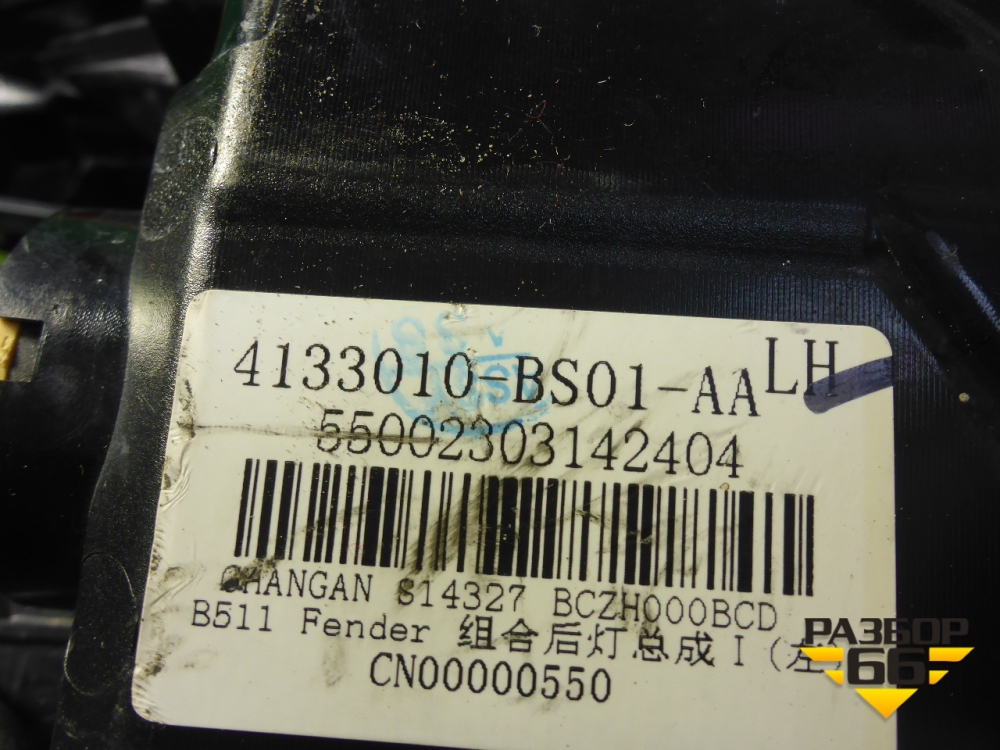 4133010-BS01-AA LH
55002303142404
CHANGAN S14327 BCZH000BCD
B511 Fender 组合后灯总成 I (左
CN00000550
РАЗБОР
66